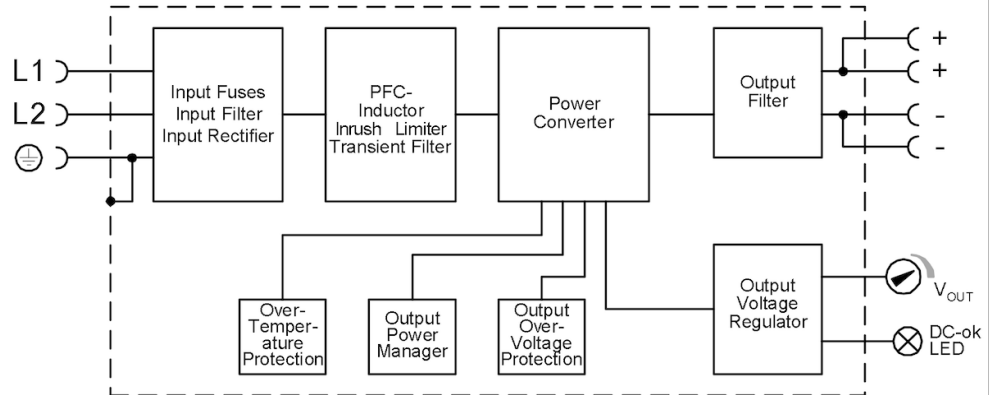 L1
L2
Input Fuses
Input Filter
Input Rectifier
PFC-
Inductor
Inrush Limiter
Transient Filter
Power
Converter
Output
Filter
+
+
-
-
Over-
Temper-
ature
Protection
Output
Power
Manager
Output
Over-
Voltage
Protection
Output
Voltage
Regulator
VOUT
DC-ok
LED